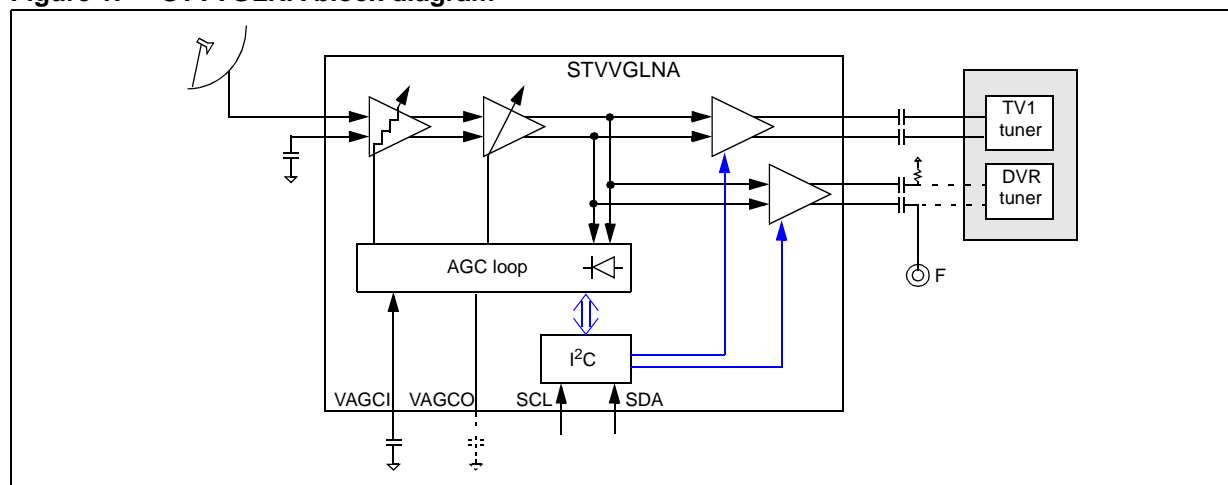 STVVGLNA
TV1
tuner
DVR
tuner
AGC loop
F
I²C
VAGCI
VAGCO
SCL
SDA